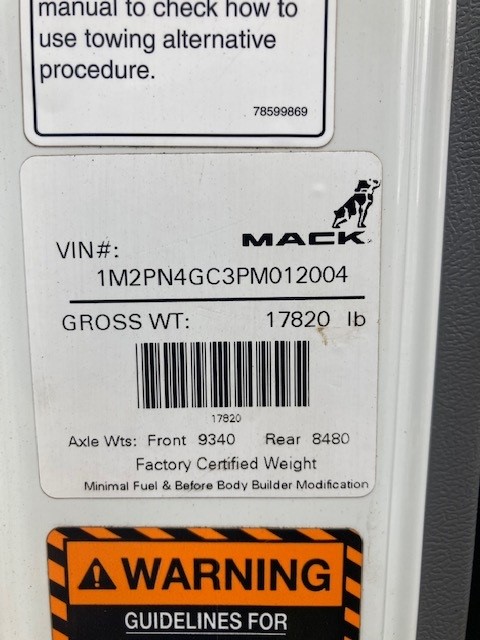 manual to check how to
use towing alternative
procedure.
78599869
MACK
VIN#:
1M2PN4GC3PM012004
GROSS WT: 17820 lb
17820
Axle Wts: Front 9340 Rear 8480
Factory Certified Weight
Minimal Fuel & Before Body Builder Modification
WARNING
GUIDELINES FOR